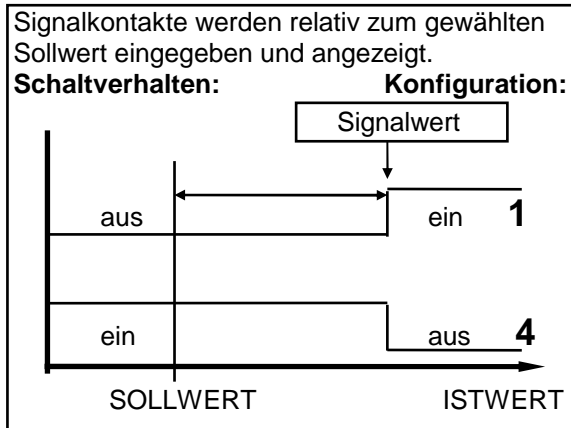 Signalkontakte werden relativ zum gewählten
Sollwert eingegeben und angezeigt.
Schaltverhalten: Konfiguration:
Signalwert
aus ein 1
ein aus 4
SOLLWERT ISTWERT